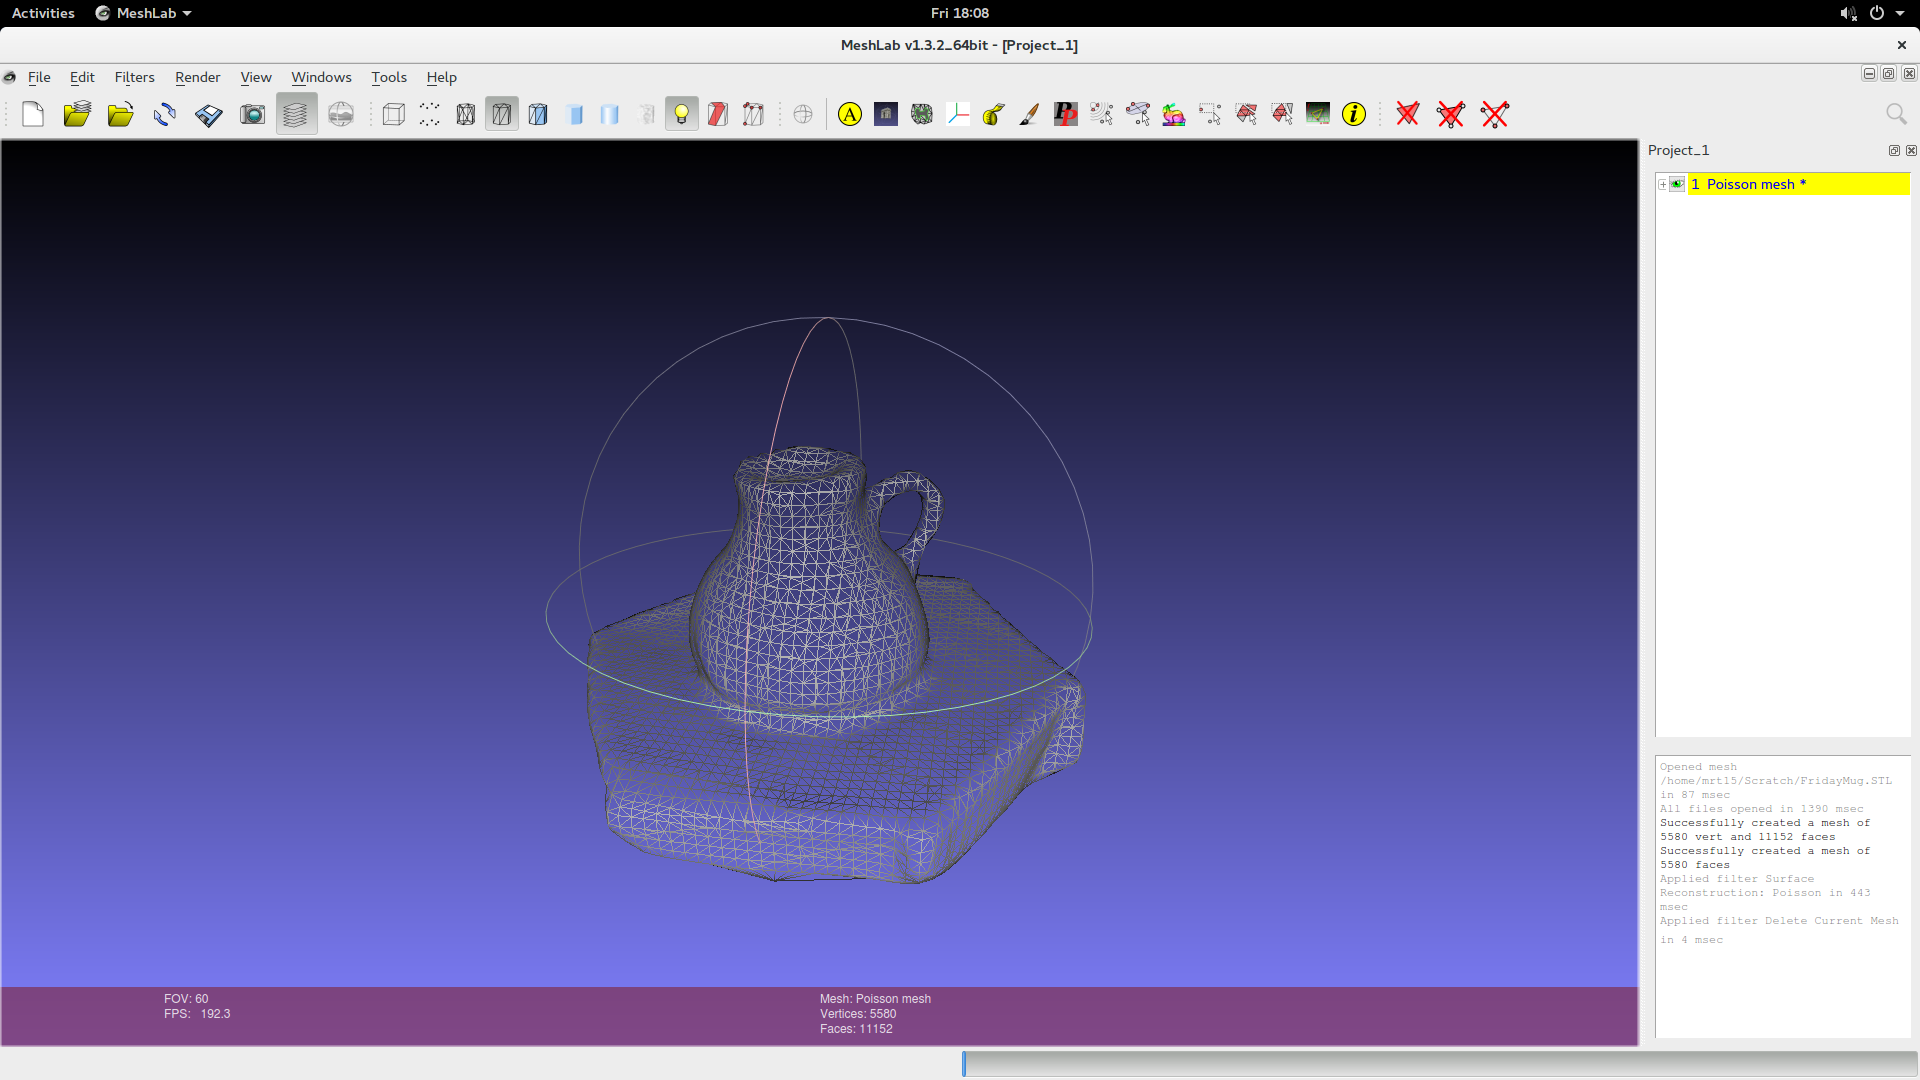 Activities MeshLab Fri 18:08
MeshLab v1.3.2_64bit - [Project_1]
File Edit Filters Render View Windows Tools Help
A
PP
i
Project_1
1 Poisson mesh *
Opened mesh
/home/mrt15/Scratch/FridayMug.STL
in 87 msec
All files opened in 1390 msec
Successfully created a mesh of
5580 vert and 11152 faces
Successfully created a mesh of
5580 faces
Applied filter Surface
Reconstruction: Poisson in 443
msec
Applied filter Delete Current Mesh
in 4 msec
FOV: 60
FPS: 192.3
Mesh: Poisson mesh
Vertices: 5580
Faces: 11152